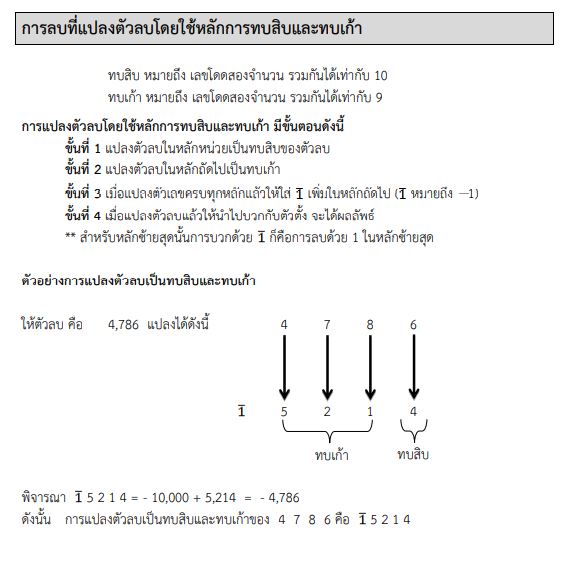 การลบที่แปลงตัวลบโดยใช้หลักการทบสิบและทบเก้า
ทบสิบ หมายถึง เลขโดดสองจำนวน รวมกันได้เท่ากับ 10
ทบเก้า หมายถึง เลขโดดสองจำนวน รวมกันได้เท่ากับ 9
การแปลงตัวลบโดยใช้หลักการทบสิบและทบเก้า มีขั้นตอนดังนี้
ขั้นที่ 1 แปลงตัวลบในหลักหน่วยเป็นทบสิบของตัวลบ
ขั้นที่ 2 แปลงตัวลบในหลักถัดไปเป็นทบเก้า
ขั้นที่ 3 เมื่อแปลงตัวเลขครบทุกหลักแล้วให้ใส่ 1̅ เพิ่มในหลักถัดไป (1̅ หมายถึง −1)
ขั้นที่ 4 เมื่อแปลงตัวลบแล้วให้นำไปบวกกับตัวตั้ง จะได้ผลลัพธ์
** สำหรับหลักซ้ายสุดนั้นการบวกด้วย 1̅ ก็คือการลบด้วย 1 ในหลักซ้ายสุด
ตัวอย่างการแปลงตัวลบเป็นทบสิบและทบเก้า
ให้ตัวลบ คือ 4,786 แปลงได้ดังนี้ 4 7 8 6
1̅ 5 2 1 4
ทบเก้า ทบสิบ
พิจารณา 1̅ 5 2 1 4 = - 10,000 + 5,214 = - 4,786
ดังนั้น การแปลงตัวลบเป็นทบสิบและทบเก้าของ 4 7 8 6 คือ 1̅ 5 2 1 4